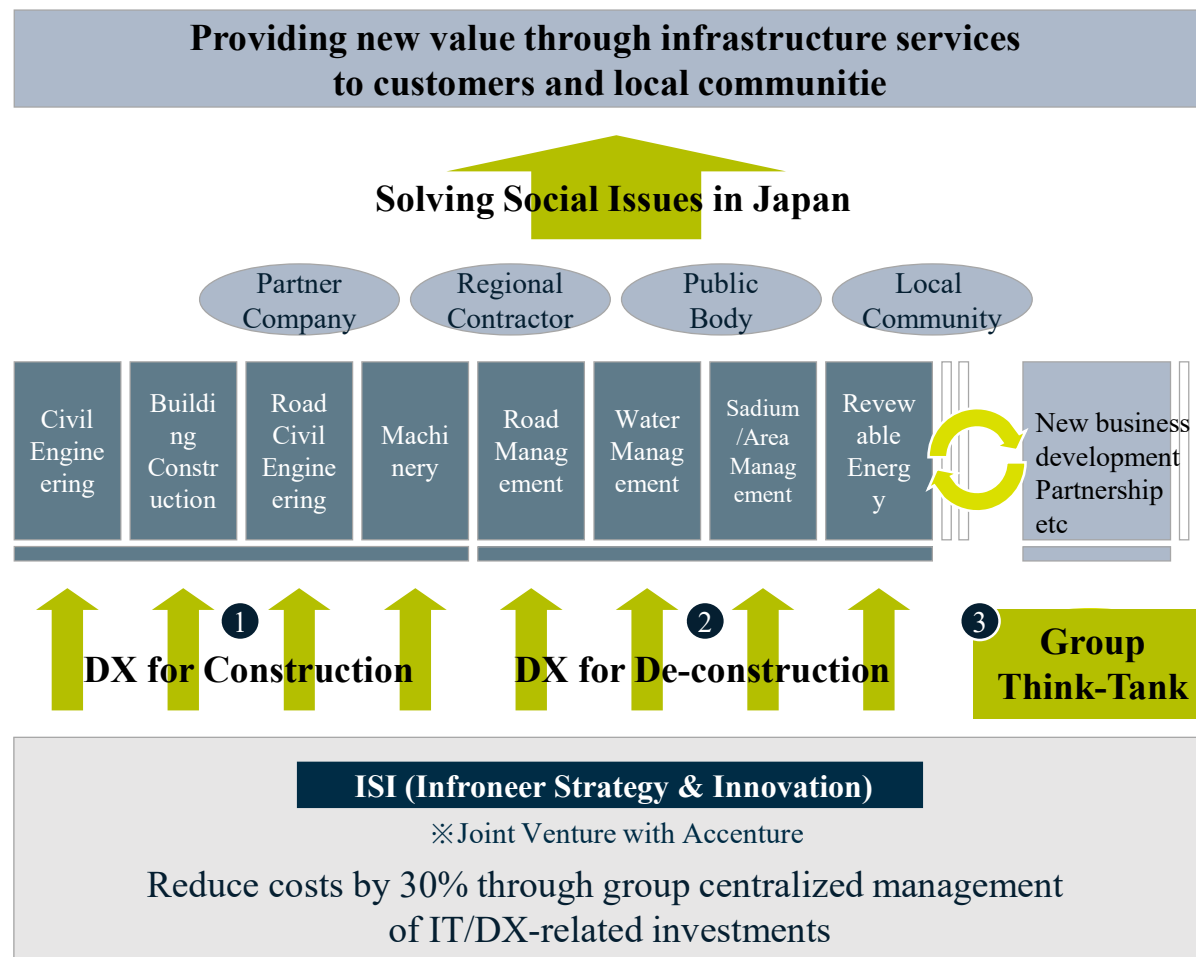 Providing new value through infrastructure services
to customers and local communitie
Solving Social Issues in Japan
Partner
Company
Regional
Contractor
Public
Body
Local
Community
Civil
Engine
ering
Buildi
ng
Constr
uction
Road
Civil
Engine
ering
Machi
nery
Road
Manag
ement
Water
Manag
ement
Sadium
/Area
Manag
ement
Revew
able
Energ
y
New business
development
Partnership
etc
1
DX for Construction
2
DX for De-construction
3
Group
Think-Tank
ISI (Infroneer Strategy & Innovation)
※Joint Venture with Accenture
Reduce costs by 30% through group centralized management
of IT/DX-related investments